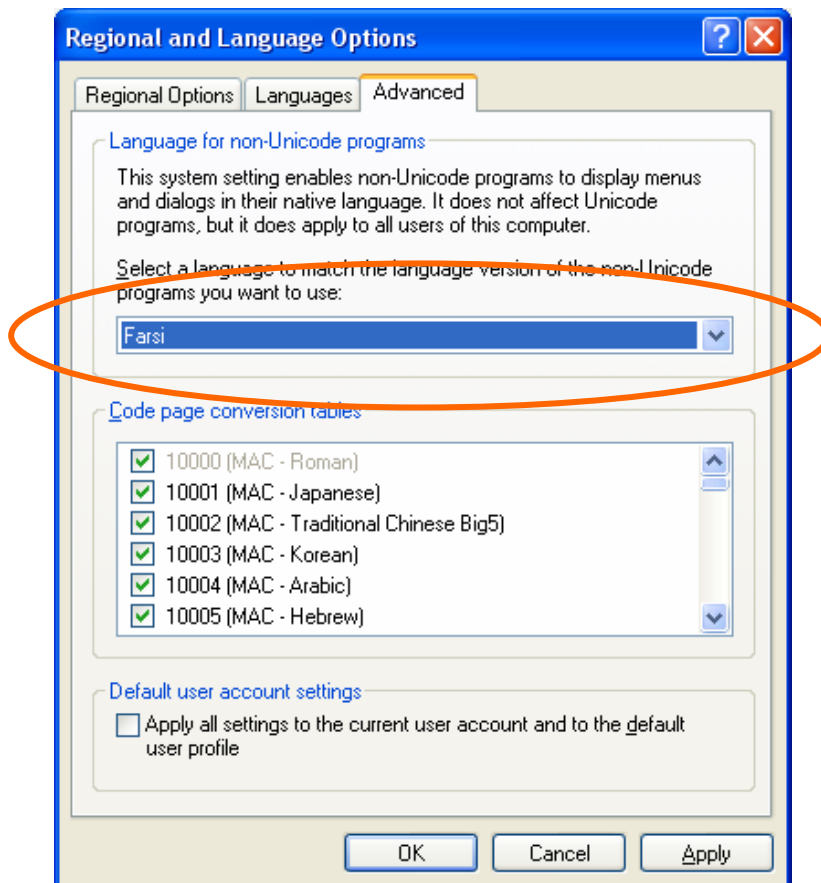 Regional and Language Options
Regional Options Languages Advanced
Language for non-Unicode programs
This system setting enables non-Unicode programs to display menus
and dialogs in their native language. It does not affect Unicode
programs, but it does apply to all users of this computer.
Select a language to match the language version of the non-Unicode
programs you want to use:
Farsi
Code page conversion tables
10000 (MAC - Roman)
10001 (MAC - Japanese)
10002 (MAC - Traditional Chinese Big5)
10003 (MAC - Korean)
10004 (MAC - Arabic)
10005 (MAC - Hebrew)
Default user account settings
Apply all settings to the current user account and to the default
user profile
OK Cancel Apply